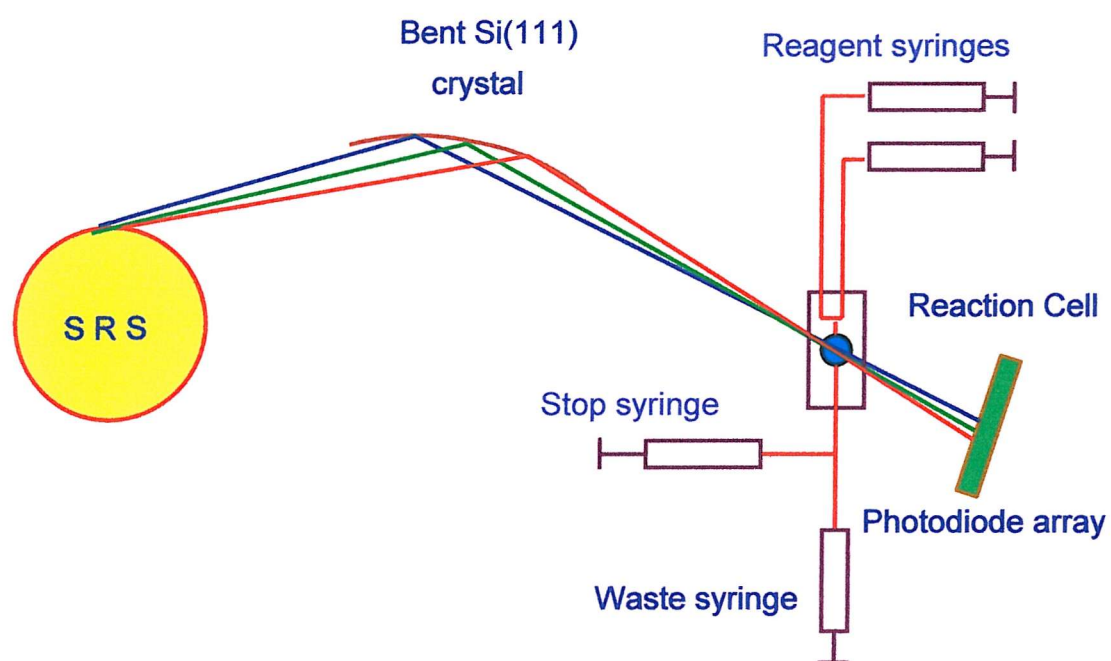 Bent Si(111)
crystal
Reagent syringes
S R S
Reaction Cell
Stop syringe
Photodiode array
Waste syringe